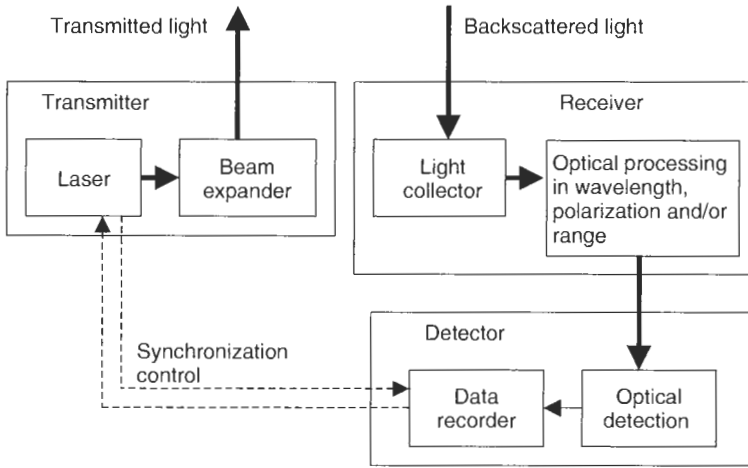 Transmitted light
Backscattered light
Transmitter
Receiver
Laser
Beam
expander
Light
collector
Optical processing
in wavelength,
polarization and/or
range
Detector
Synchronization
control
Data
recorder
Optical
detection